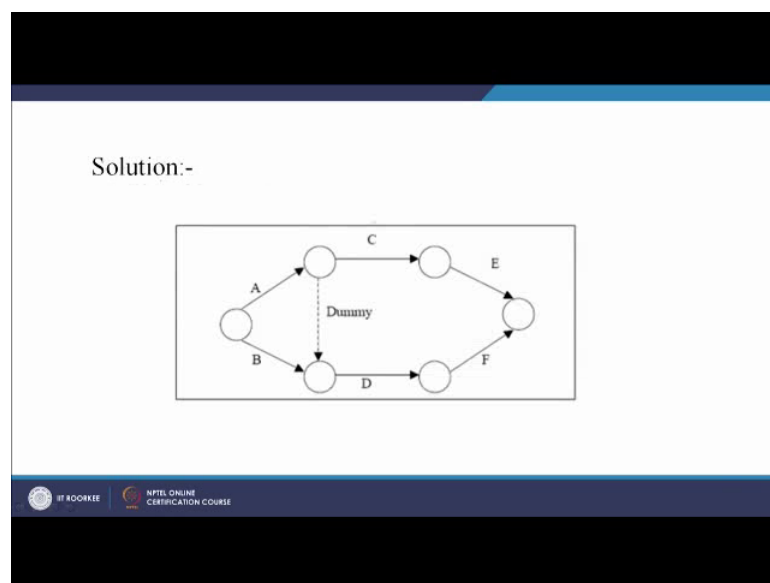 Solution:-
C
E
A
Dummy
B
D
F
IIT ROORKEE
NPTEL ONLINE
CERTIFICATION COURSE